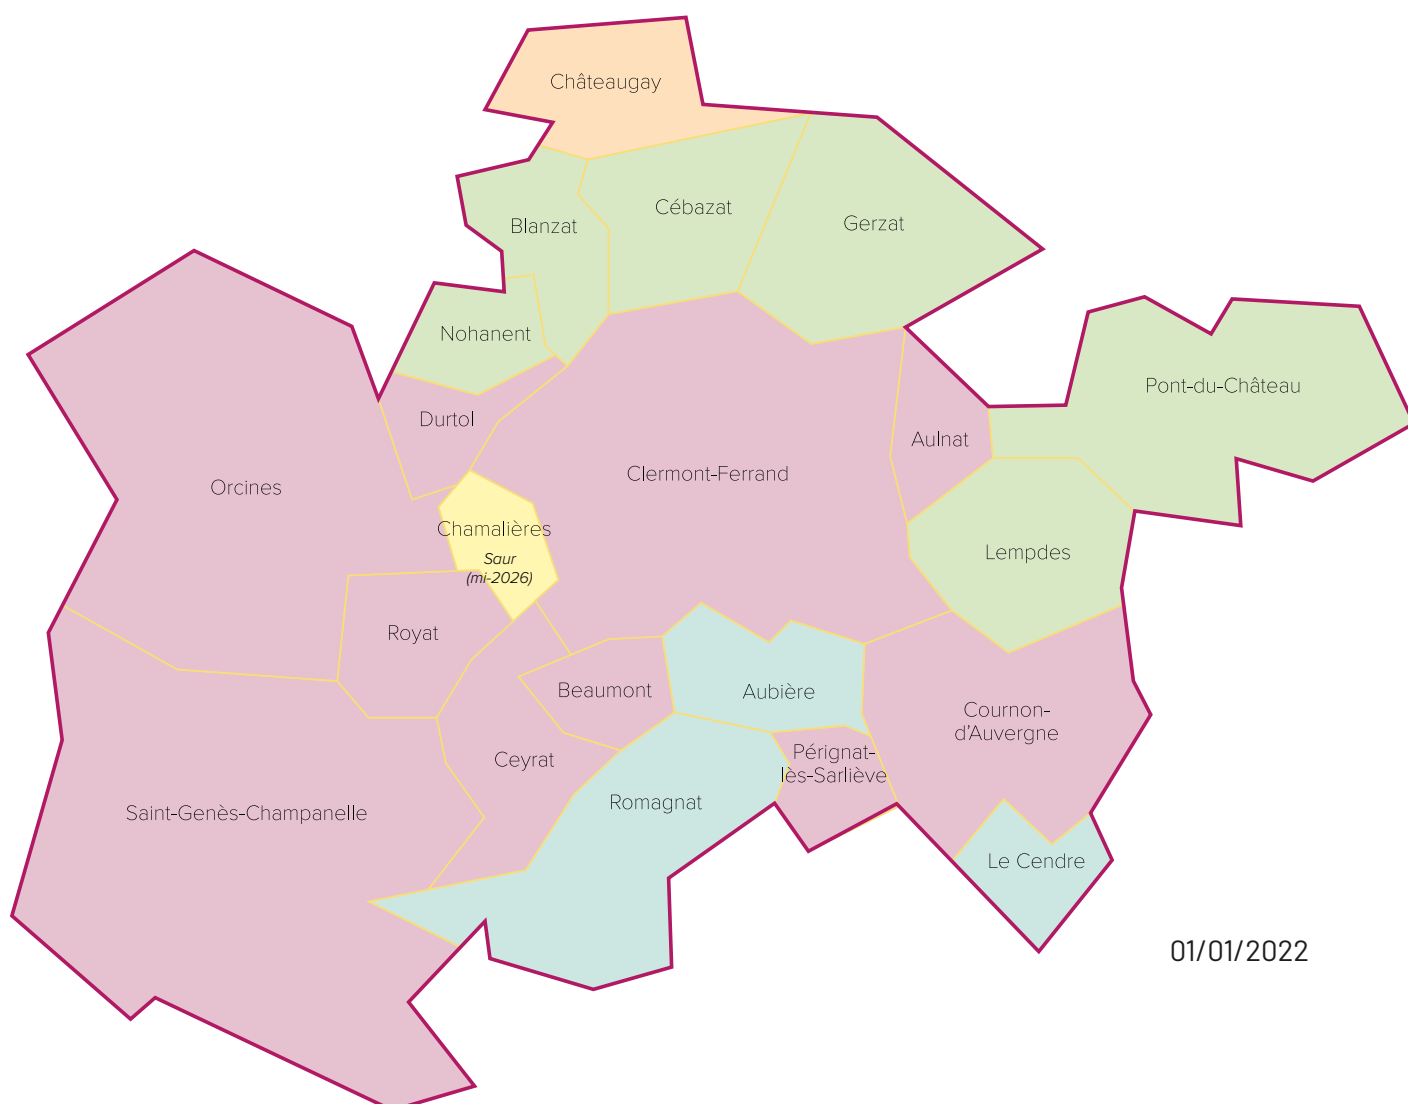 Châteaugay
Cébazat
Gerzat
Blanzat
Nohanent
Pont-du-Château
Durtol
Aulnat
Clermont-Ferrand
Orcines
Chamalières
Saur
(mi-2026)
Lempdes
Royat
Beaumont
Aubière
Cournon-
d'Auvergne
Ceyrat
Pérignat-
lès-Sarliève
Romagnat
Saint-Genès-Champanelle
Le Cendre
01/01/2022